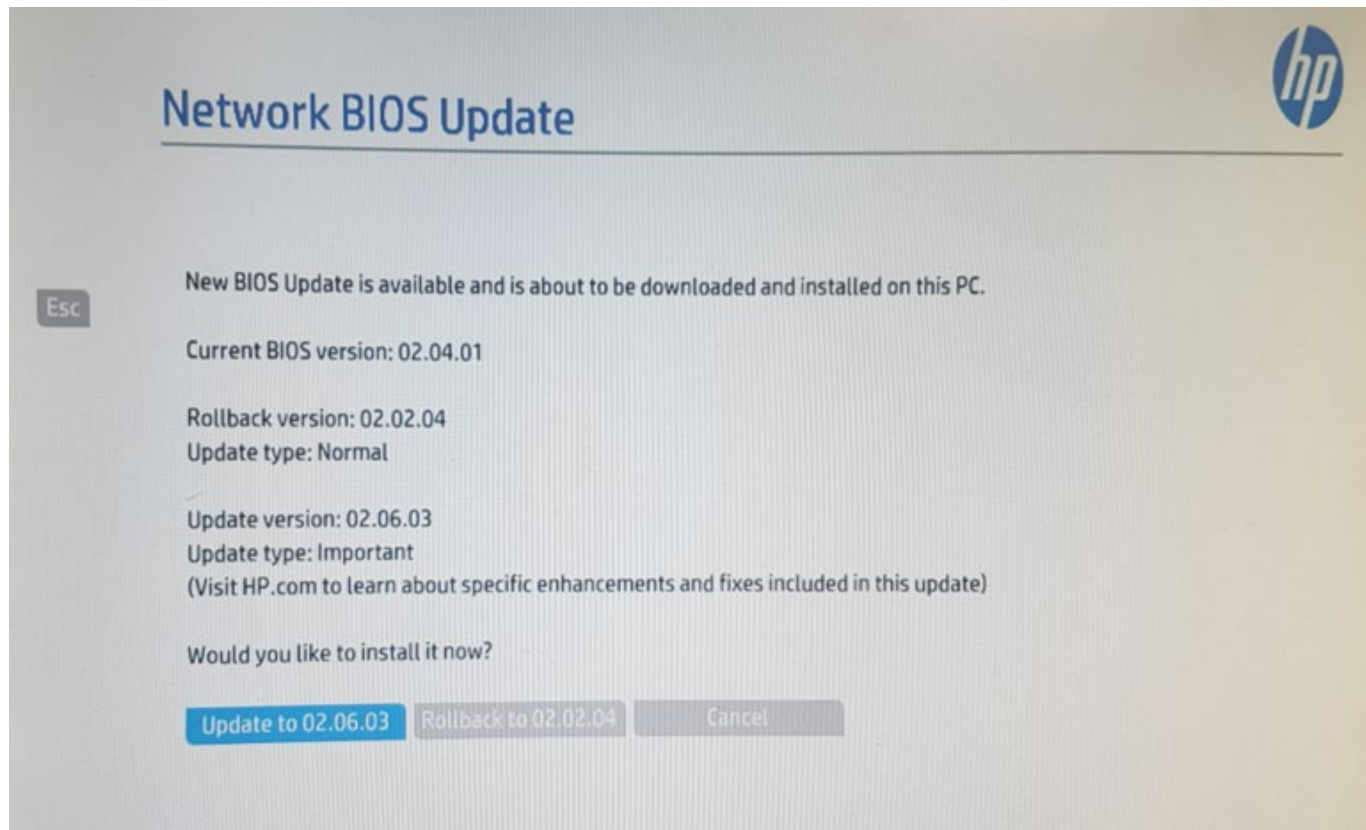 hp
Network BIOS Update
New BIOS Update is available and is about to be downloaded and installed on this PC.
Esc
Current BIOS version: 02.04.01
Rollback version: 02.02.04
Update type: Normal
Update version: 02.06.03
Update type: Important
(Visit HP.com to learn about specific enhancements and fixes included in this update)
Would you like to install it now?
Update to 02.06.03 Rollback to 02.02.04 Cancel